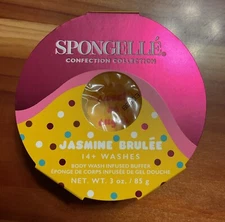 SPONGELLÉ.
CONFECTION COLLECTION
JASMINE BRULÉE
14+ WASHES
BODY WASH INFUSED BUFFER
ÉPONGE DE CORPS INFUSÉE DE GEL DOUCHE
NET. WT. 3 oz. / 85 g